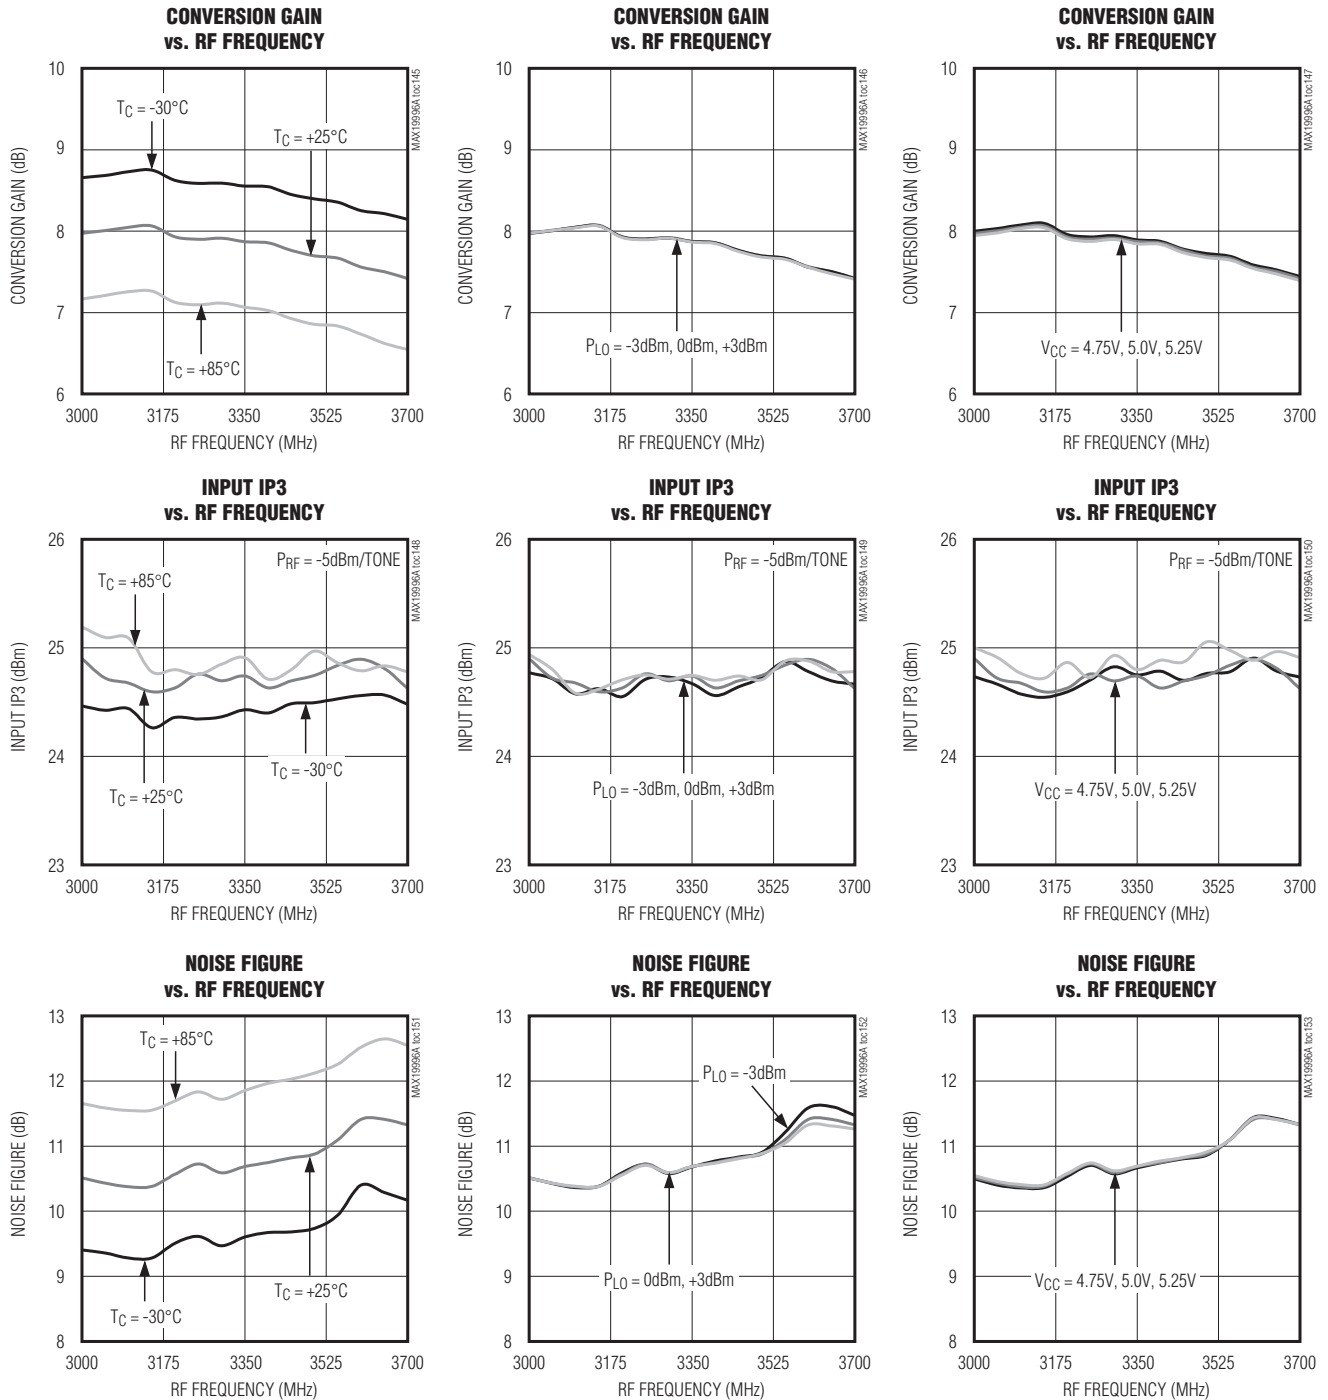 CONVERSION GAIN
vs. RF FREQUENCY
10
9
8
7
6
CONVERSION GAIN (dB)
TC = -30°C
TC = +25°C
TC = +85°C
MAX19996A toc145
3000 3175 3350 3525 3700
RF FREQUENCY (MHz)
CONVERSION GAIN
vs. RF FREQUENCY
10
9
8
7
6
CONVERSION GAIN (dB)
PLO = -3dBm, 0dBm, +3dBm
MAX19996A toc146
3000 3175 3350 3525 3700
RF FREQUENCY (MHz)
CONVERSION GAIN
vs. RF FREQUENCY
10
9
8
7
6
CONVERSION GAIN (dB)
VCC = 4.75V, 5.0V, 5.25V
MAX19996A toc147
3000 3175 3350 3525 3700
RF FREQUENCY (MHz)
INPUT IP3
vs. RF FREQUENCY
26
25
24
23
INPUT IP3 (dBm)
PRF = -5dBm/TONE
TC = +85°C
TC = -30°C
TC = +25°C
MAX19996A toc148
3000 3175 3350 3525 3700
RF FREQUENCY (MHz)
INPUT IP3
vs. RF FREQUENCY
26
25
24
23
INPUT IP3 (dBm)
PRF = -5dBm/TONE
PLO = -3dBm, 0dBm, +3dBm
MAX19996A toc149
3000 3175 3350 3525 3700
RF FREQUENCY (MHz)
INPUT IP3
vs. RF FREQUENCY
26
25
24
23
INPUT IP3 (dBm)
PRF = -5dBm/TONE
VCC = 4.75V, 5.0V, 5.25V
MAX19996A toc150
3000 3175 3350 3525 3700
RF FREQUENCY (MHz)
NOISE FIGURE
vs. RF FREQUENCY
13
12
11
10
9
8
NOISE FIGURE (dB)
TC = +85°C
TC = +25°C
TC = -30°C
MAX19996A toc151
3000 3175 3350 3525 3700
RF FREQUENCY (MHz)
NOISE FIGURE
vs. RF FREQUENCY
13
12
11
10
9
8
NOISE FIGURE (dB)
PLO = -3dBm
PLO = 0dBm, +3dBm
MAX19996A toc152
3000 3175 3350 3525 3700
RF FREQUENCY (MHz)
NOISE FIGURE
vs. RF FREQUENCY
13
12
11
10
9
8
NOISE FIGURE (dB)
VCC = 4.75V, 5.0V, 5.25V
MAX19996A toc153
3000 3175 3350 3525 3700
RF FREQUENCY (MHz)